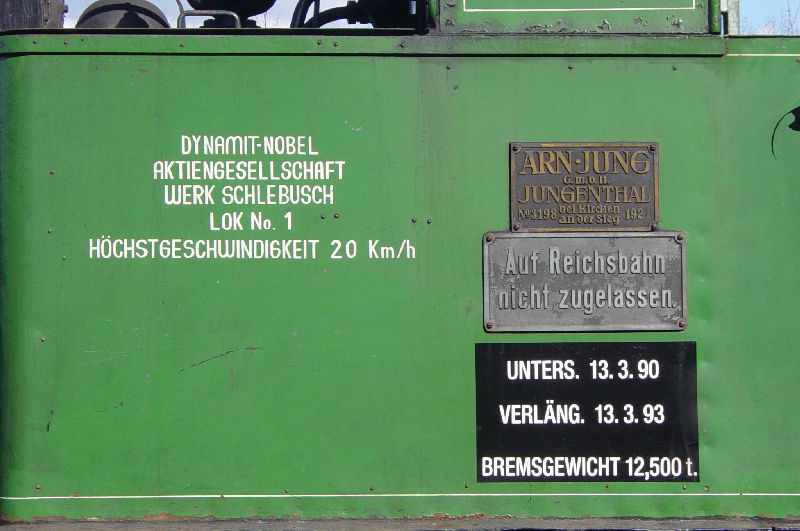 DYNAMIT-NOBEL
AKTIENGESELLSCHAFT
WERK SCHLEBUSCH
LOK No. 1
HÖCHSTGESCHWINDIGKEIT 20 Km/h
ARN·JUNG
G.m.b.H.
JUNGENTHAL
No 3198 bei Kirchen an der Sieg 1921
Auf Reichsbahn
nicht zugelassen.
UNTERS. 13.3.90
VERLÄNG. 13.3.93
BREMSGEWICHT 12,500 t.